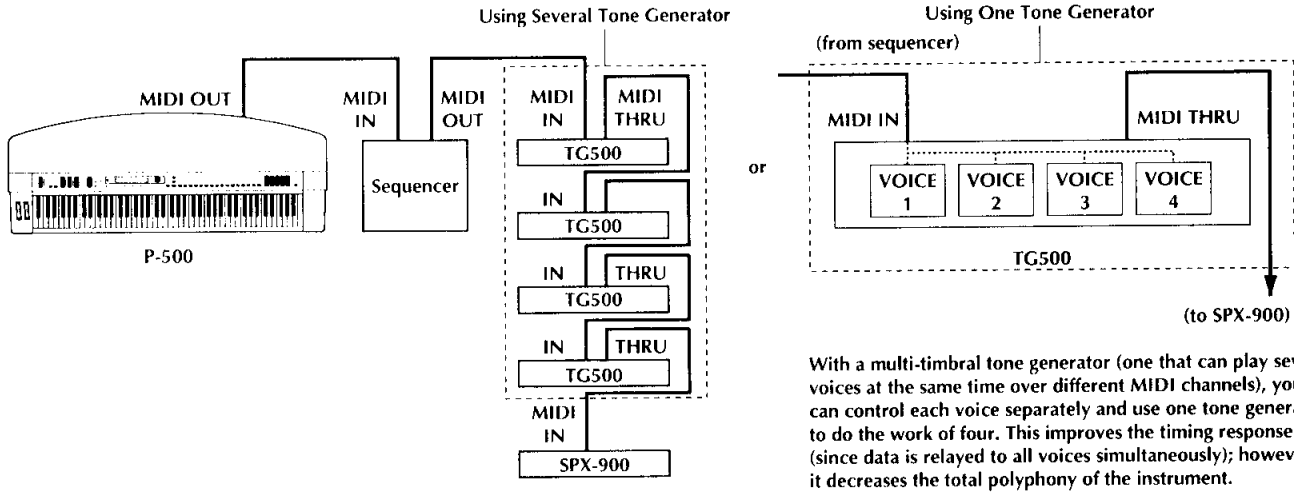 Using Several Tone Generator
MIDI OUT
MIDI IN
MIDI OUT
MIDI IN
MIDI THRU
TG500
Sequencer
IN
TG500
P-500
IN THRU
TG500
IN THRU
TG500
MIDI IN
SPX-900
or
Using One Tone Generator
(from sequencer)
MIDI IN
MIDI THRU
VOICE 1
VOICE 2
VOICE 3
VOICE 4
TG500
(to SPX-900)
With a multi-timbral tone generator (one that can play sev
voices at the same time over different MIDI channels), you
can control each voice separately and use one tone genera
to do the work of four. This improves the timing response
(since data is relayed to all voices simultaneously); howev
it decreases the total polyphony of the instrument.